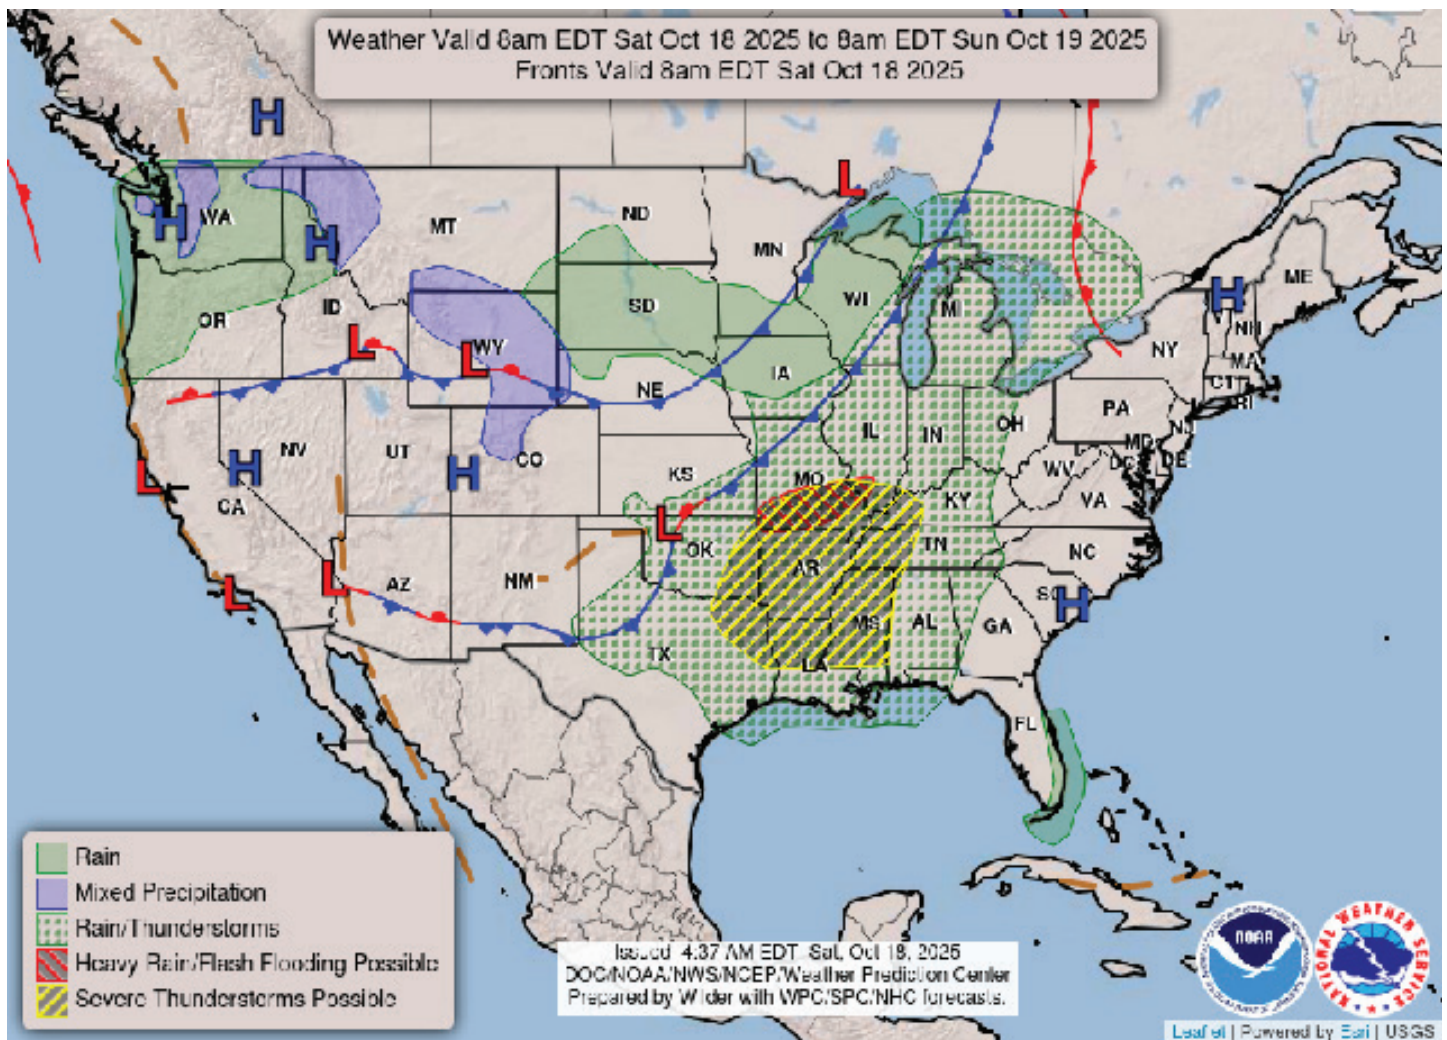 Weather Valid 8am EDT Sat Oct 18 2025 to 8am EDT Sun Oct 19 2025
Fronts Valid 8am EDT Sat Oct 18 2025
H
L
WA
H
H
MT
ND
MN
ME
H
VT
NH
OR
ID
SD
WI
MI
NY
MA
CT
RI
L
L
WY
NE
IA
PA
NJ
MD
DE
DC
OH
IL
IN
WV
VA
L
CA
H
NV
UT
H
CO
KS
MO
KY
L
OK
TN
NC
L
L
AZ
NM
AR
SC
H
TX
LA
MS
AL
GA
FL
Rain
Mixed Precipitation
Rain/Thunderstorms
Heavy Rain/Flash Flooding Possible
Severe Thunderstorms Possible
Issued 4:37 AM EDT Sat, Oct 18, 2025
DOC/NOAA/NWS/NCEP/Weather Prediction Center
Prepared by Wilder with WPC/SPC/NHC forecasts.
NOAA
NATIONAL WEATHER SERVICE
Leaflet | Powered by Esri | USGS